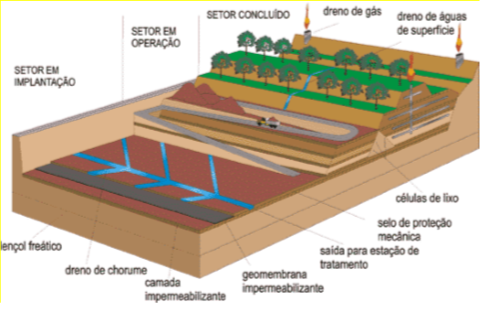 SETOR CONCLUÍDO
dreno de gás
dreno de águas
de superfície
SETOR EM
OPERAÇÃO
SETOR EM
IMPLANTAÇÃO
células de lixo
selo de proteção
mecânica
saída para estação de
tratamento
geomembrana
impermeabilizante
camada
impermeabilizante
dreno de chorume
lençol freático